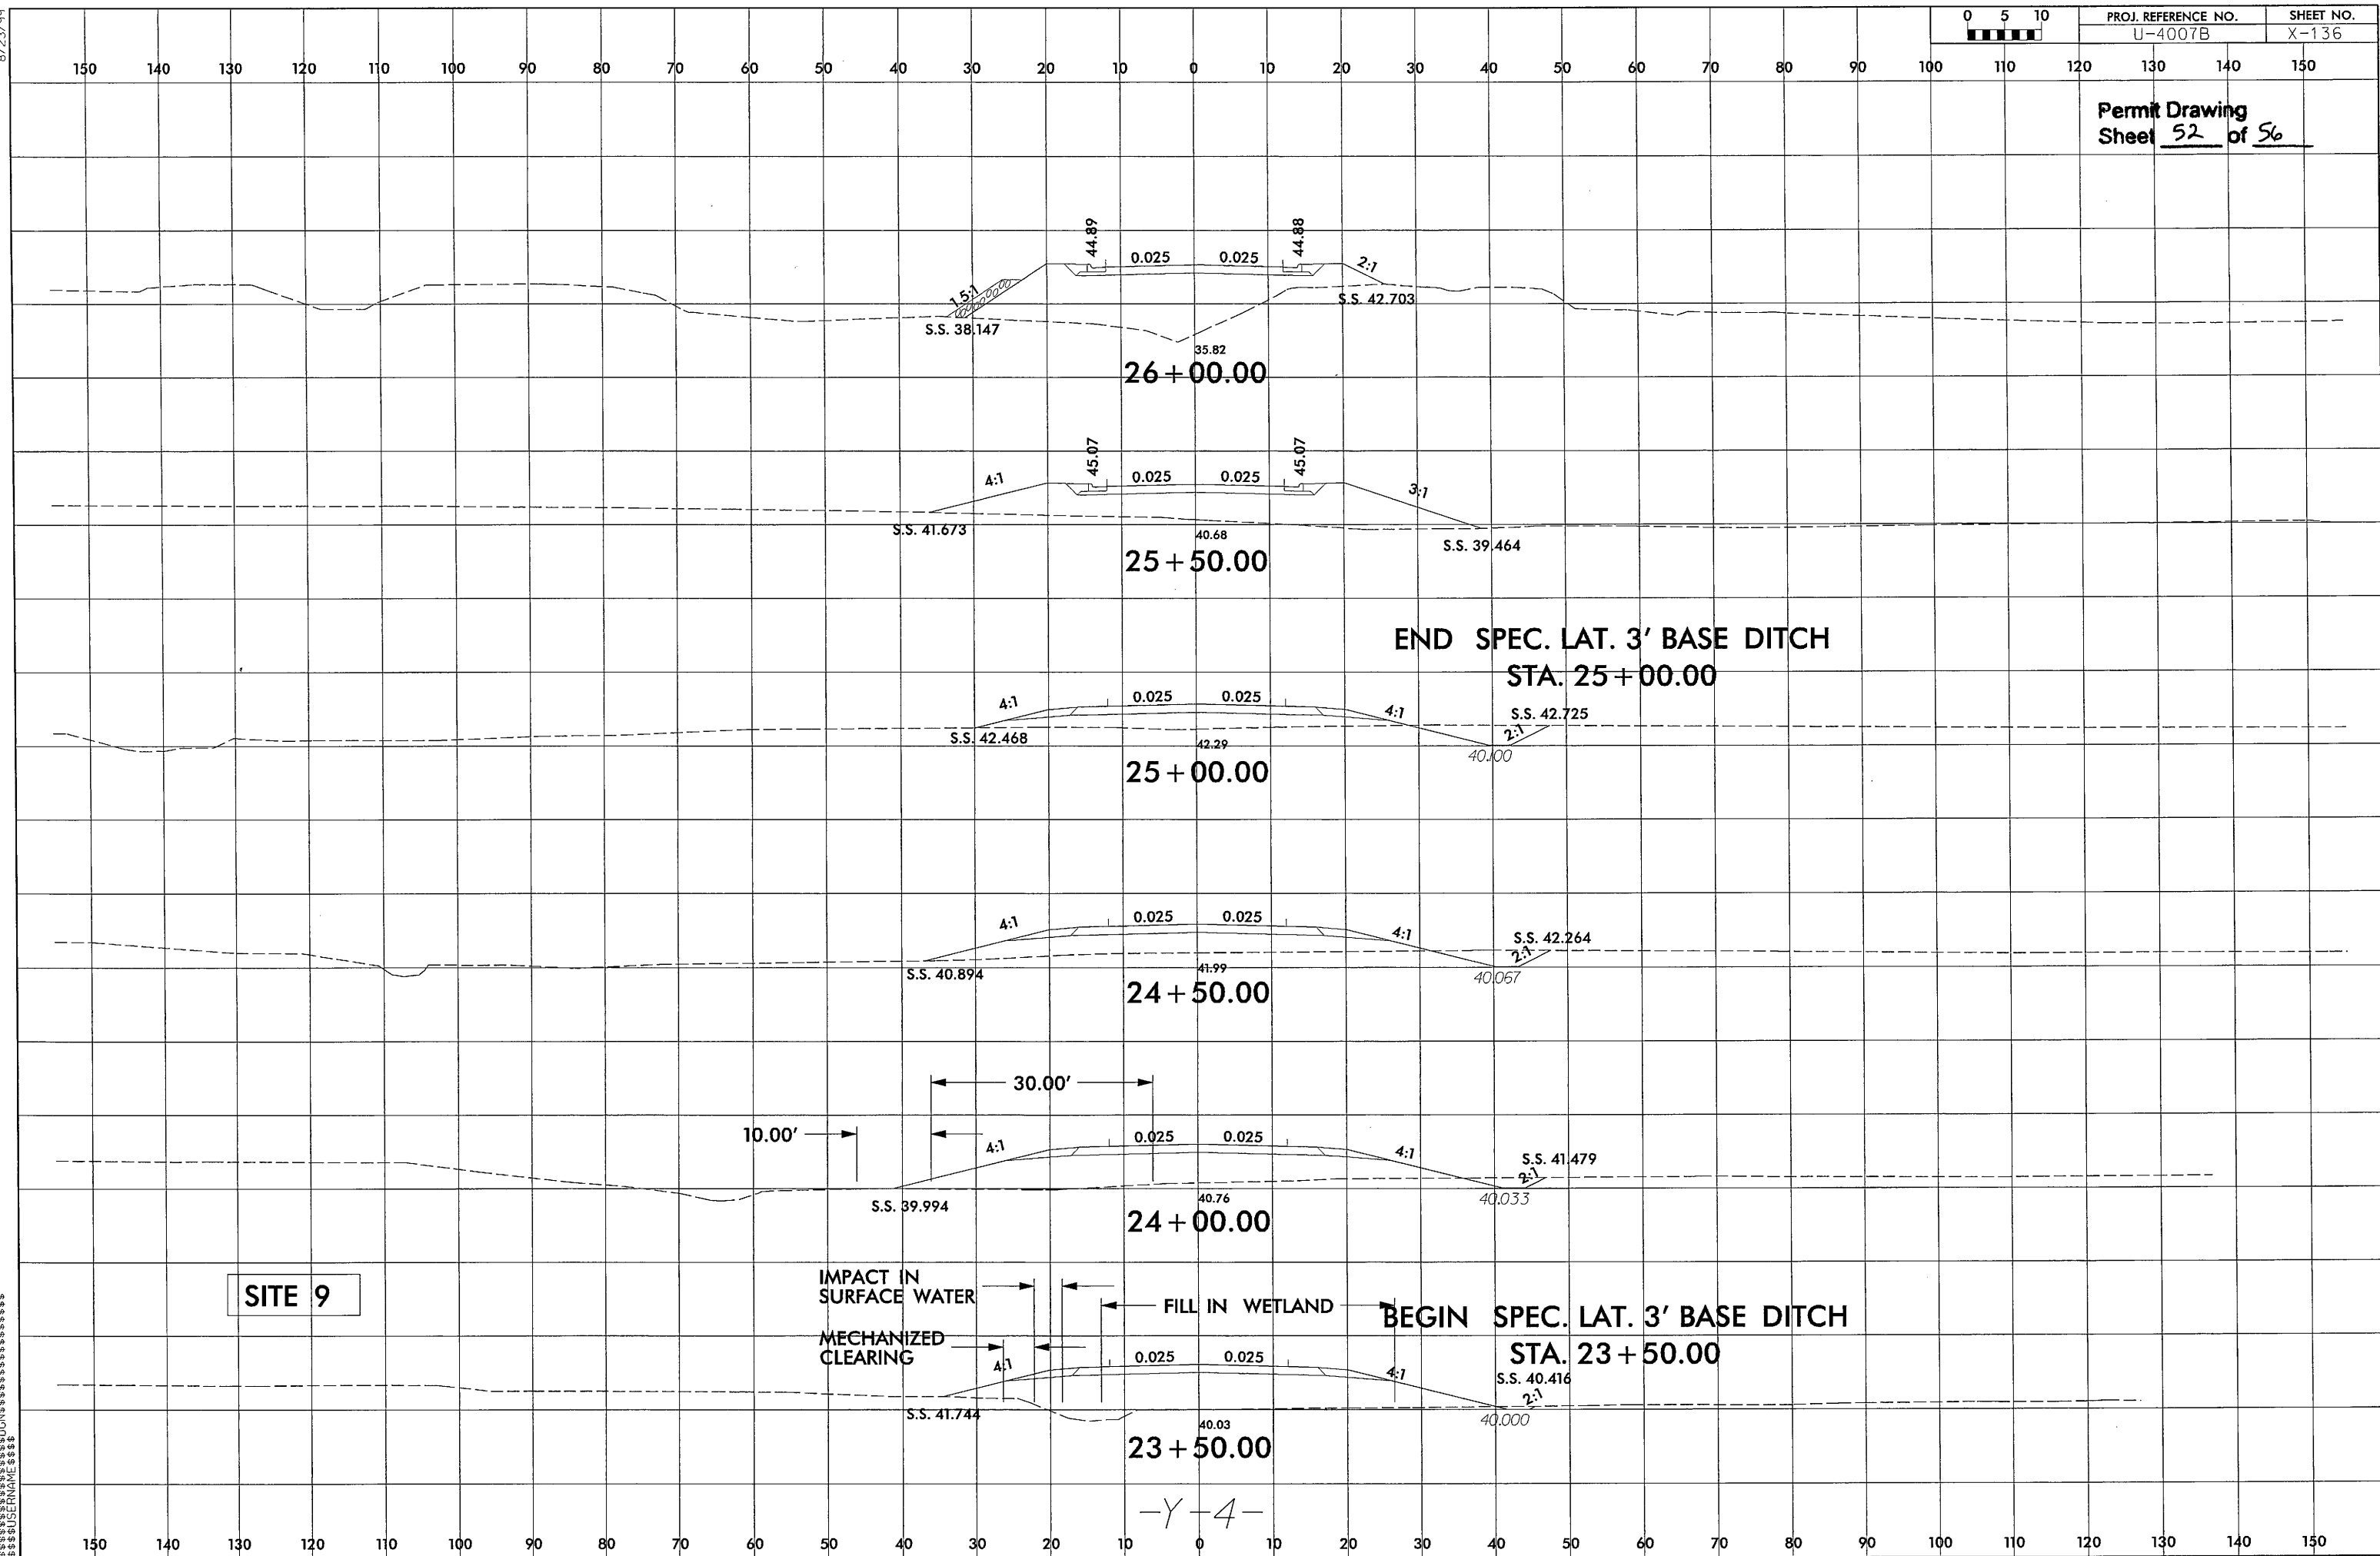 8/23/99
0 5 10
PROJ. REFERENCE NO. SHEET NO.
U-4007B X-136
150 140 130 120 110 100 90 80 70 60 50 40 30 20 10 0 10 20 30 40 50 60 70 80 90 100 110 120 130 140 150
Permit Drawing
Sheet 52 of 56
44.89 44.88
0.025 0.025 2:1
1.5:1
S.S. 42.703
S.S. 38.147
35.82
26+00.00
45.07 45.07
4:1 0.025 0.025 3:1
S.S. 41.673 40.68 S.S. 39.464
25+50.00
END SPEC. LAT. 3' BASE DITCH
STA. 25+00.00
4:1 0.025 0.025 4:1 S.S. 42.725
2:1
S.S. 42.468 42.29 40.100
25+00.00
4:1 0.025 0.025 4:1 S.S. 42.264
2:1
S.S. 40.894 41.99 40.067
24+50.00
30.00'
10.00' 4:1 0.025 0.025 4:1 S.S. 41.479
2:1
S.S. 39.994 40.76 40.033
24+00.00
SITE 9
IMPACT IN
SURFACE WATER
FILL IN WETLAND
BEGIN SPEC. LAT. 3' BASE DITCH
STA. 23+50.00
MECHANIZED
CLEARING
4:1 0.025 0.025 4:1 S.S. 40.416
2:1
S.S. 41.744 40.03 40.000
23+50.00
-Y-4-
150 140 130 120 110 100 90 80 70 60 50 40 30 20 10 0 10 20 30 40 50 60 70 80 90 100 110 120 130 140 150